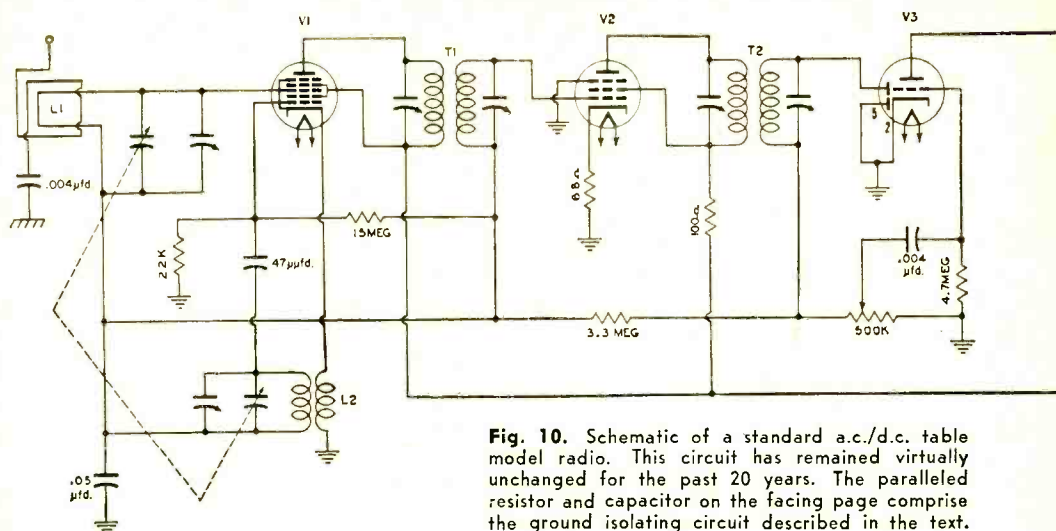 V1
V2
V3
T1
T2
L1
5
2
.004µfd.
68Ω
100Ω
15MEG
22K
47µµfd.
.004
µfd.
4.7MEG
3.3 MEG
500K
L2
.05
µfd.
Fig. 10. Schematic of a standard a.c./d.c. table
model radio. This circuit has remained virtually
unchanged for the past 20 years. The paralleled
resistor and capacitor on the facing page comprise
the ground isolating circuit described in the text.